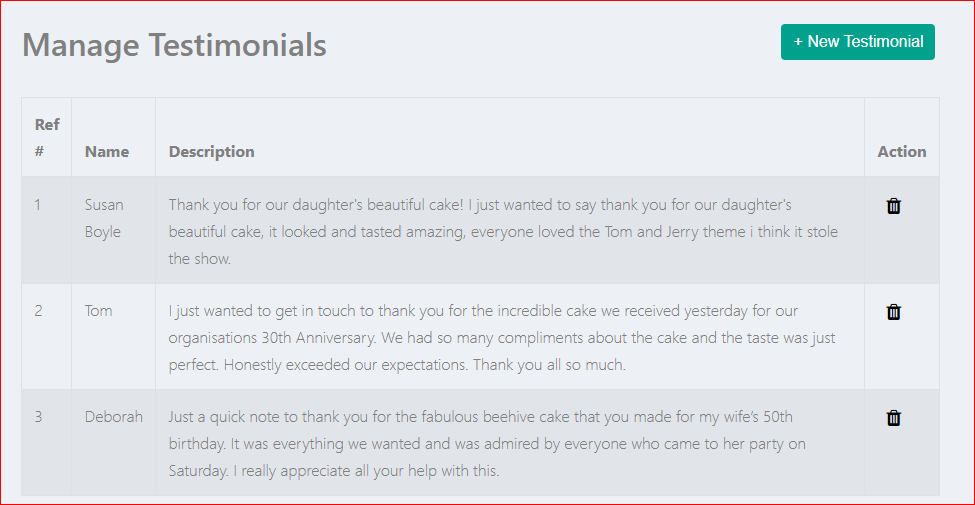 Manage Testimonials
+ New Testimonial
Ref
#
Name
Description
Action
1
Susan
Boyle
Thank you for our daughter's beautiful cake! I just wanted to say thank you for our daughter's
beautiful cake, it looked and tasted amazing, everyone loved the Tom and Jerry theme i think it stole
the show.
2
Tom
I just wanted to get in touch to thank you for the incredible cake we received yesterday for our
organisations 30th Anniversary. We had so many compliments about the cake and the taste was just
perfect. Honestly exceeded our expectations. Thank you all so much.
3
Deborah
Just a quick note to thank you for the fabulous beehive cake that you made for my wife’s 50th
birthday. It was everything we wanted and was admired by everyone who came to her party on
Saturday. I really appreciate all your help with this.